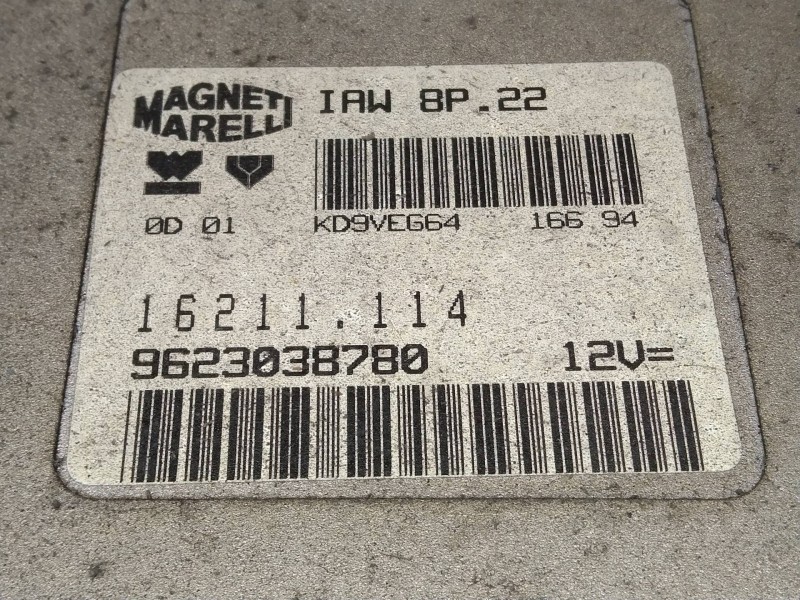 MAGNETI MARELLI
IAW 8P.22
0D 01
KD9VEG64 166 94
16211.114
9623038780 12V=